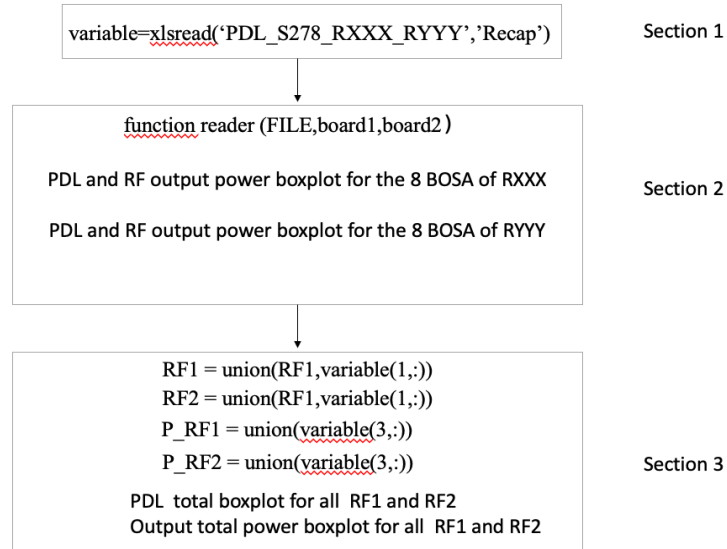 variable=xlsread(‘PDL_S278_RXXX_RYYY’,’Recap’)
Section 1
function reader (FILE,board1,board2)
PDL and RF output power boxplot for the 8 BOSA of RXXX
Section 2
PDL and RF output power boxplot for the 8 BOSA of RYYY
RF1 = union(RF1,variable(1,:))
RF2 = union(RF1,variable(1,:))
P_RF1 = union(variable(3,:))
P_RF2 = union(variable(3,:))
Section 3
PDL total boxplot for all RF1 and RF2
Output total power boxplot for all RF1 and RF2